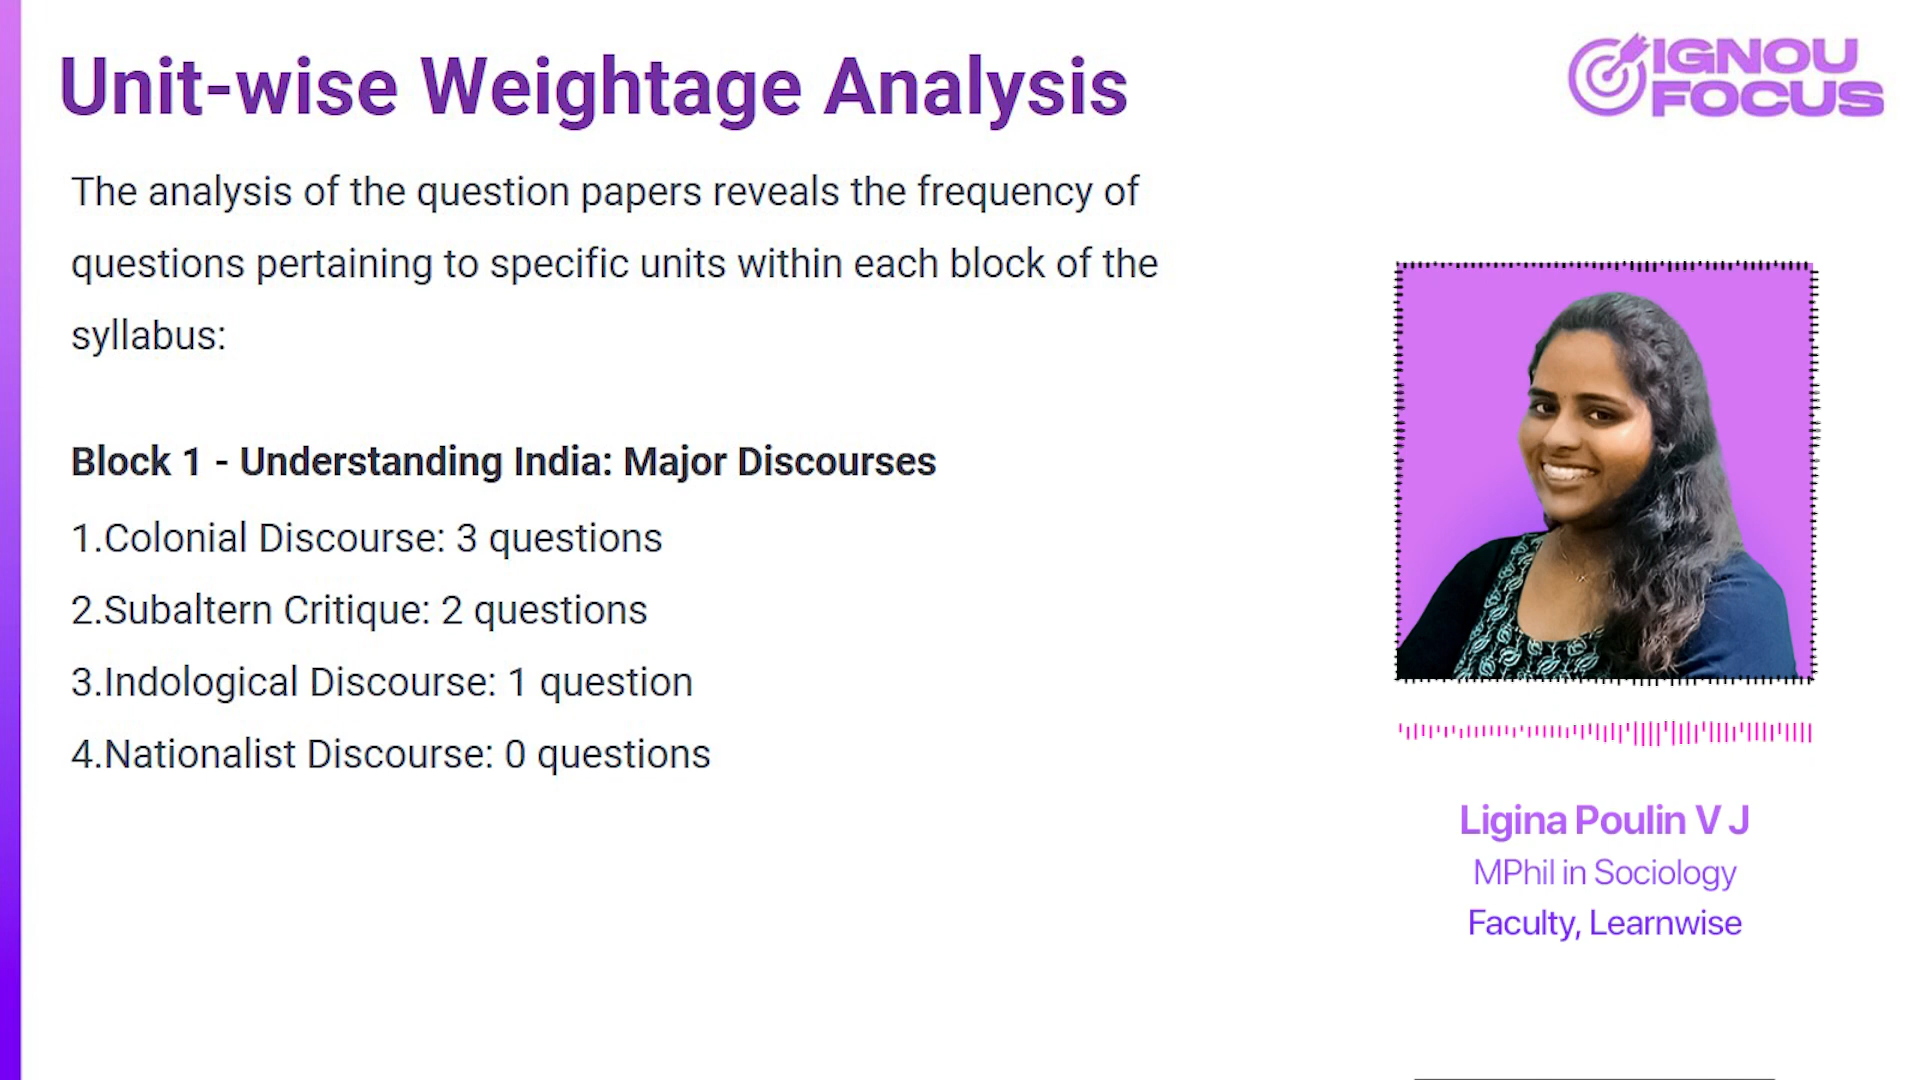 Unit-wise Weightage Analysis
IGNOU
FOCUS
The analysis of the question papers reveals the frequency of
questions pertaining to specific units within each block of the
syllabus:
Block 1 - Understanding India: Major Discourses
1.Colonial Discourse: 3 questions
2.Subaltern Critique: 2 questions
3.Indological Discourse: 1 question
4.Nationalist Discourse: 0 questions
Ligina Poulin V J
MPhil in Sociology
Faculty, Learnwise